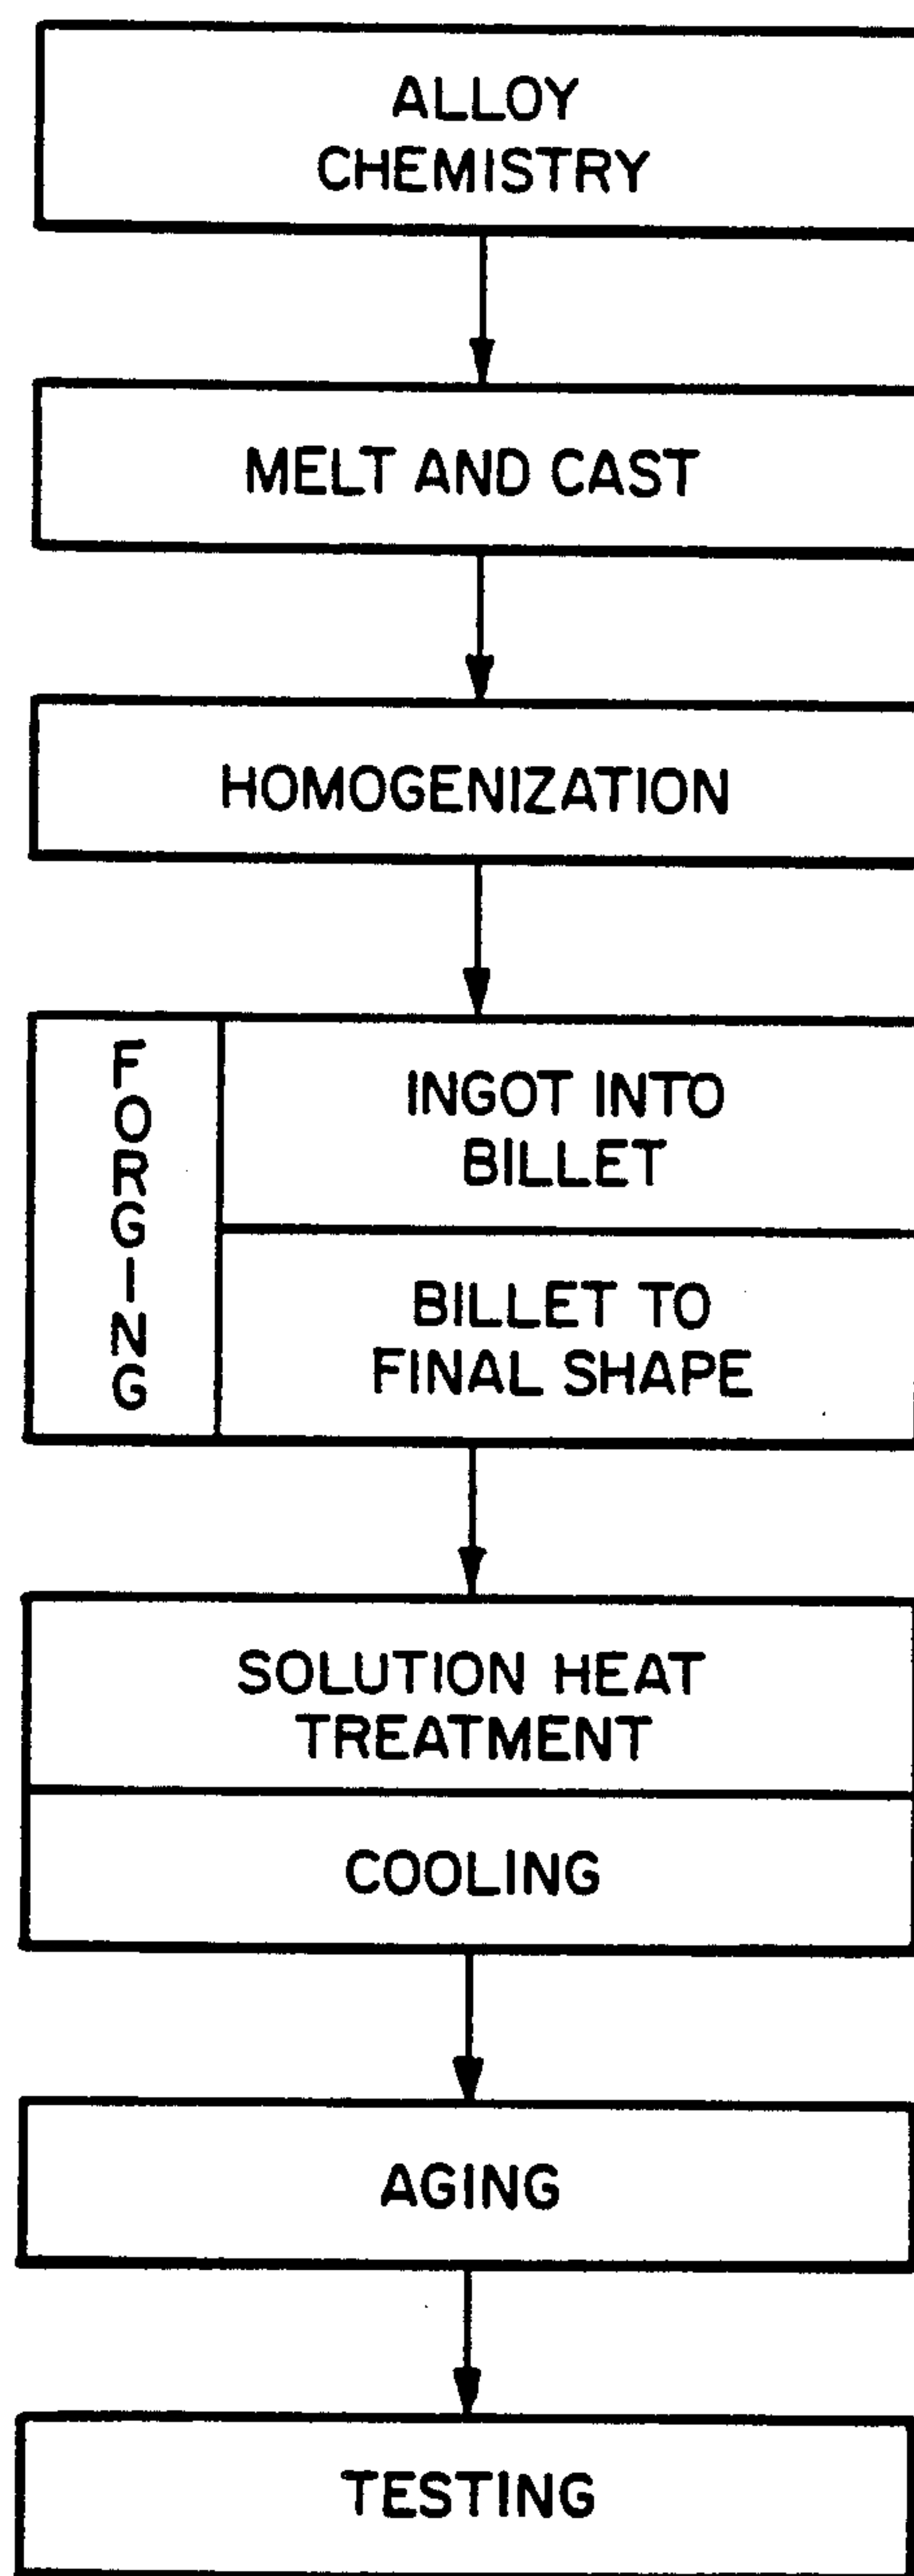 ALLOY
CHEMISTRY
MELT AND CAST
HOMOGENIZATION
FORGING
INGOT INTO
BILLET
BILLET TO
FINAL SHAPE
SOLUTION HEAT
TREATMENT
COOLING
AGING
TESTING